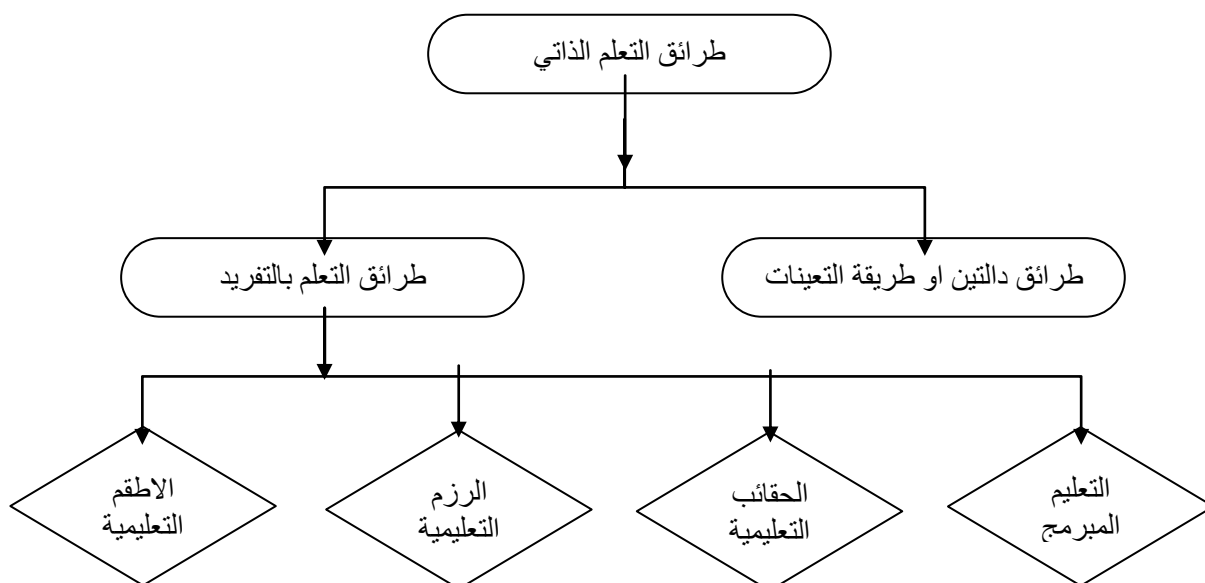 طرائق التعلم الذاتي
طرائق دالتين او طريقة التعينات
طرائق التعلم بالتفريد
التعليم
المبرمج
الحقائب
التعليمية
الرزم
التعليمية
الاطقم
التعليمية